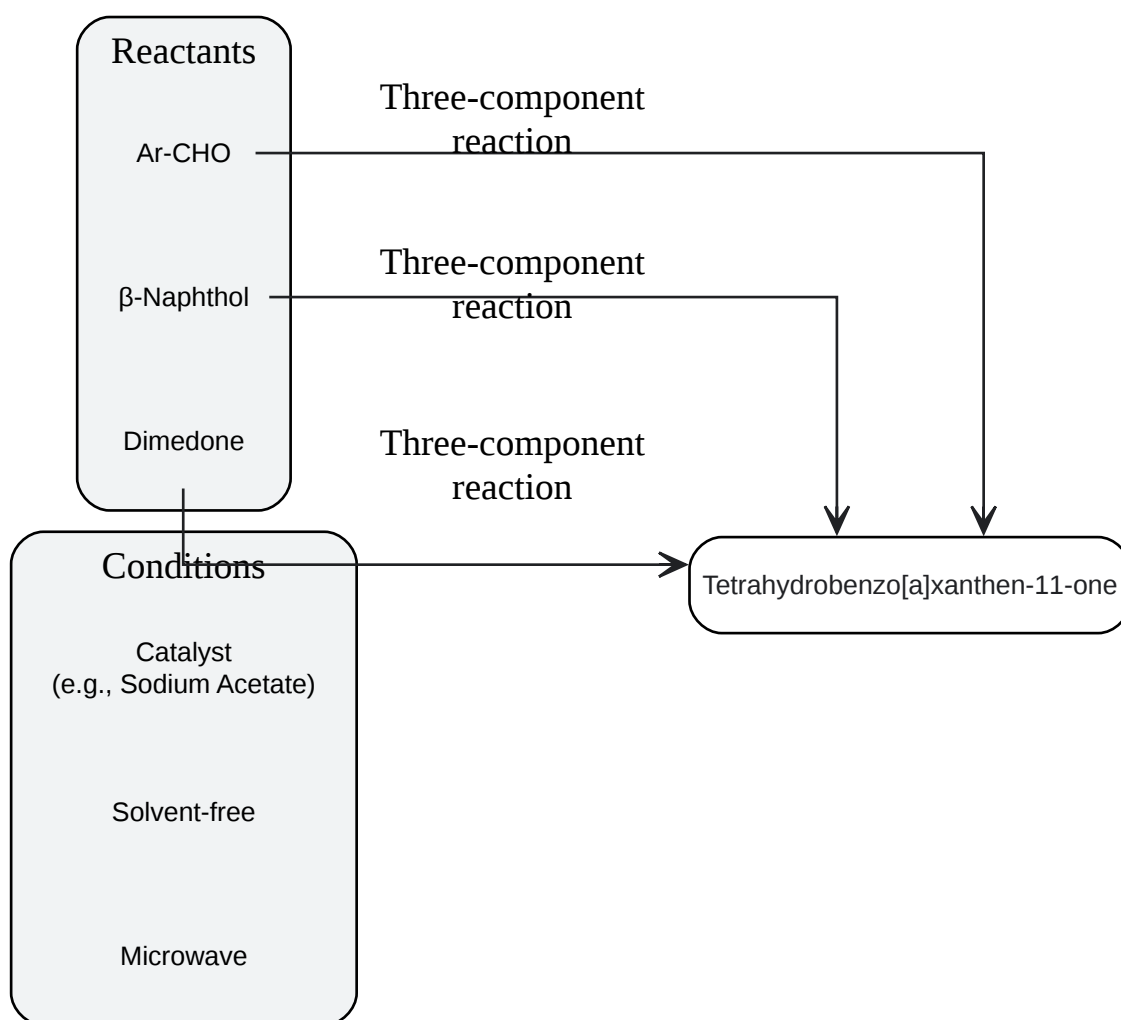 Reactants
Three-component
reaction
Ar-CHO
Three-component
reaction
β-Naphthol
Three-component
reaction
Dimedone
Conditions
Tetrahydrobenzo[a]xanthen-11-one
Catalyst
(e.g., Sodium Acetate)
Solvent-free
Microwave